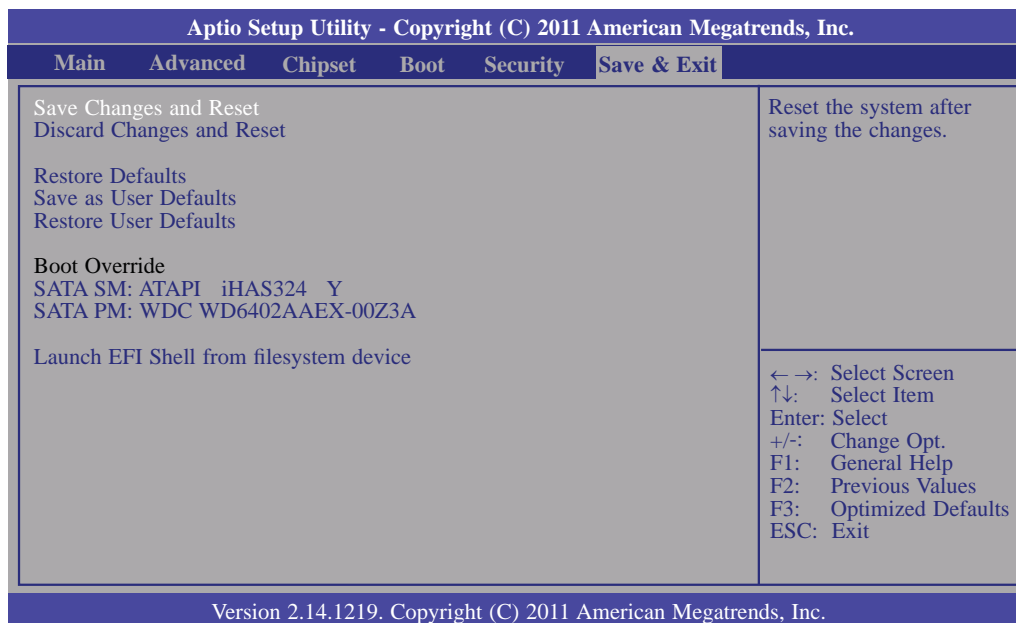 Aptio Setup Utility - Copyright (C) 2011 American Megatrends, Inc.
Main Advanced Chipset Boot Security Save & Exit
Save Changes and Reset
Discard Changes and Reset
Restore Defaults
Save as User Defaults
Restore User Defaults
Boot Override
SATA SM: ATAPI iHAS324 Y
SATA PM: WDC WD6402AAEX-00Z3A
Launch EFI Shell from filesystem device
Reset the system after
saving the changes.
← →: Select Screen
↑↓: Select Item
Enter: Select
+/-: Change Opt.
F1: General Help
F2: Previous Values
F3: Optimized Defaults
ESC: Exit
Version 2.14.1219. Copyright (C) 2011 American Megatrends, Inc.